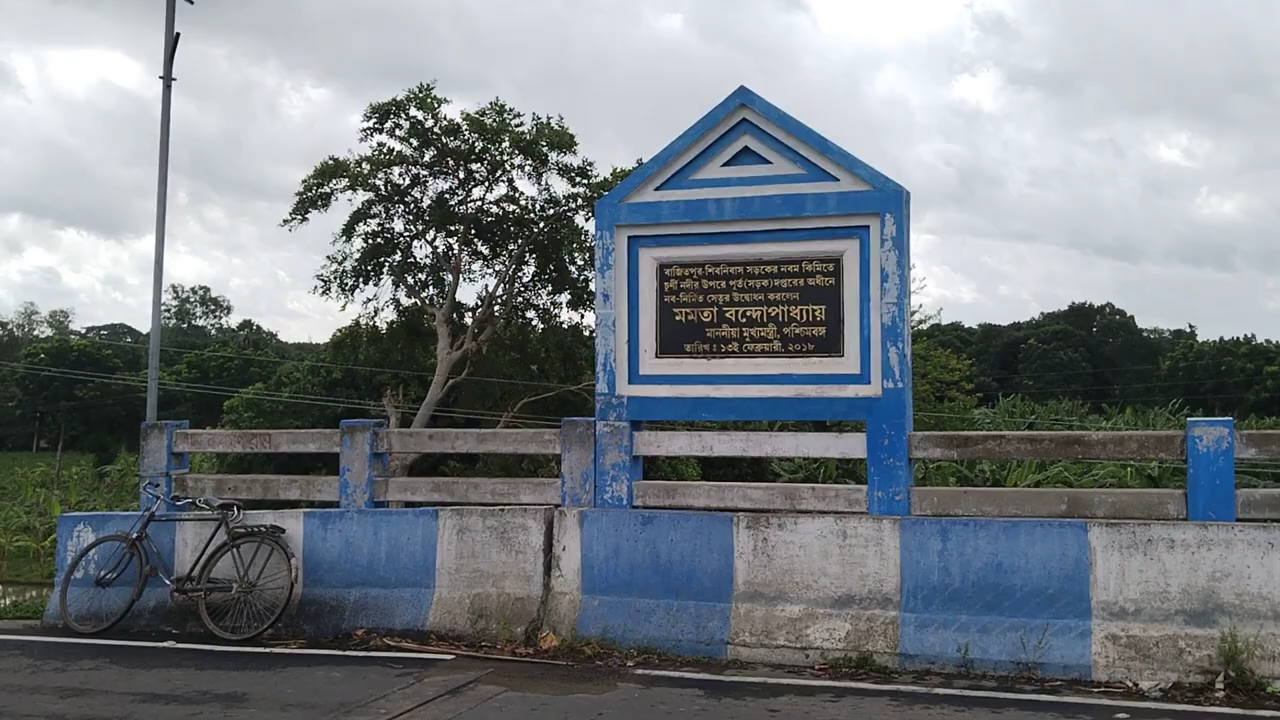 বাজিতপুর-শিবনিবাস সড়কের নবম কিমিতে
চুর্ণী নদীর উপরে পূর্ত(সড়ক)দপ্তরের অধীনে
নব-নির্মিত সেতুর উদ্বোধন করলেন
মমতা বন্দোপাধ্যায়
মাননীয়া মুখ্যমন্ত্রী, পশ্চিমবঙ্গ
তারিখ ঃ ১৩ই ফেব্রুয়ারী, ২০১৮